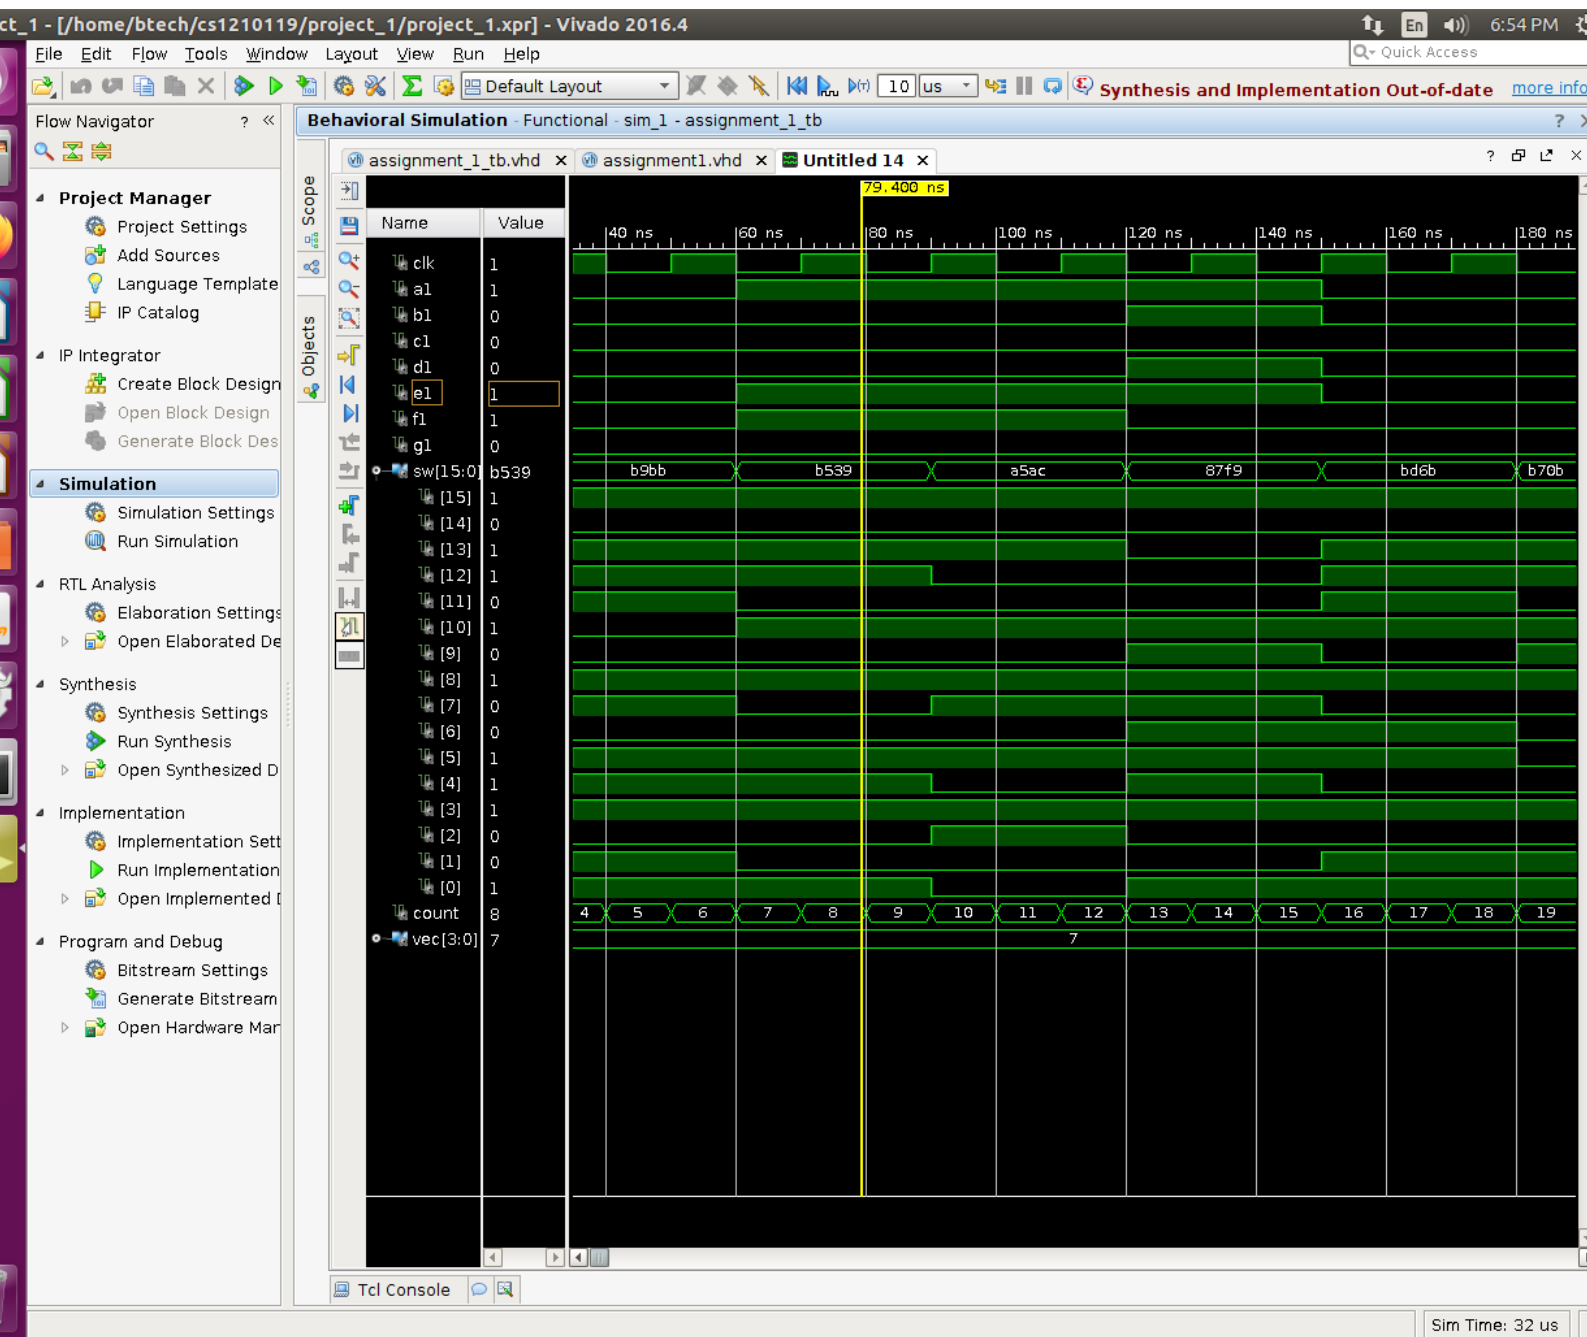 ct_1 - [/home/btech/cs1210119/project_1/project_1.xpr] - Vivado 2016.4 En 6:54 PM
File Edit Flow Tools Window Layout View Run Help Quick Access
Default Layout 10 us Synthesis and Implementation Out-of-date more info
Flow Navigator ? «
Behavioral Simulation - Functional - sim_1 - assignment_1_tb ?
assignment_1_tb.vhd x assignment1.vhd x Untitled 14 x ?
Project Manager
Project Settings
Add Sources
Language Template
IP Catalog
IP Integrator
Create Block Design
Open Block Design
Generate Block Des
Simulation
Simulation Settings
Run Simulation
RTL Analysis
Elaboration Settings
Open Elaborated De
Synthesis
Synthesis Settings
Run Synthesis
Open Synthesized D
Implementation
Implementation Sett
Run Implementation
Open Implemented D
Program and Debug
Bitstream Settings
Generate Bitstream
Open Hardware Mar
Scope
Objects
79.400 ns
Name Value
40 ns 60 ns 80 ns 100 ns 120 ns 140 ns 160 ns 180 ns
clk 1
a1 1
b1 0
c1 0
d1 0
e1 1
f1 1
g1 0
sw[15:0] b539 b9bb b539 a5ac 87f9 bd6b b70b
[15] 1
[14] 0
[13] 1
[12] 1
[11] 0
[10] 1
[9] 0
[8] 1
[7] 0
[6] 0
[5] 1
[4] 1
[3] 1
[2] 0
[1] 0
[0] 1
count 8 4 5 6 7 8 9 10 11 12 13 14 15 16 17 18 19
vec[3:0] 7 7
Tcl Console
Sim Time: 32 us